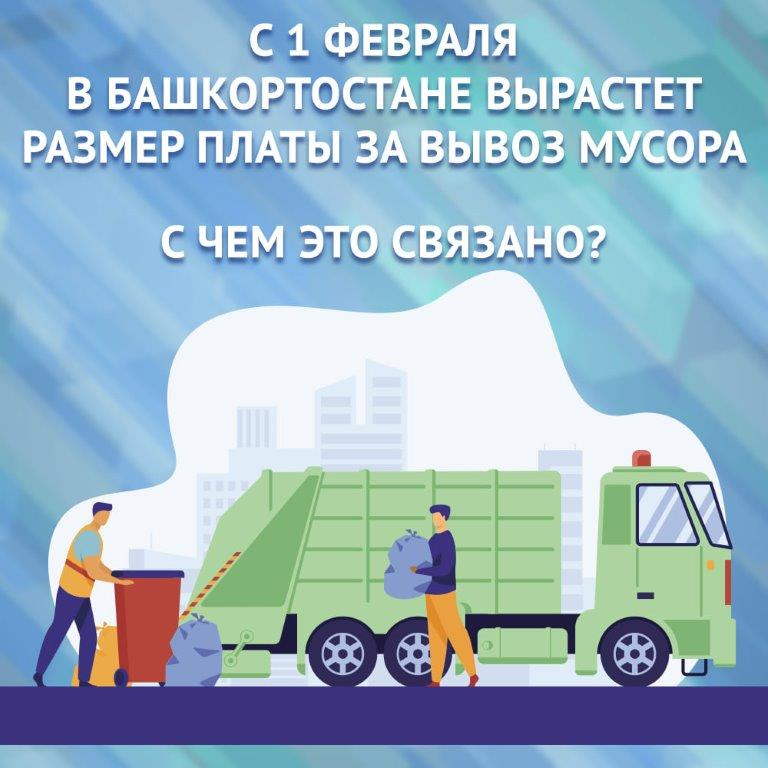 С 1 ФЕВРАЛЯ
В БАШКОРТОСТАНЕ ВЫРАСТЕТ
РАЗМЕР ПЛАТЫ ЗА ВЫВОЗ МУСОРА
С ЧЕМ ЭТО СВЯЗАНО?